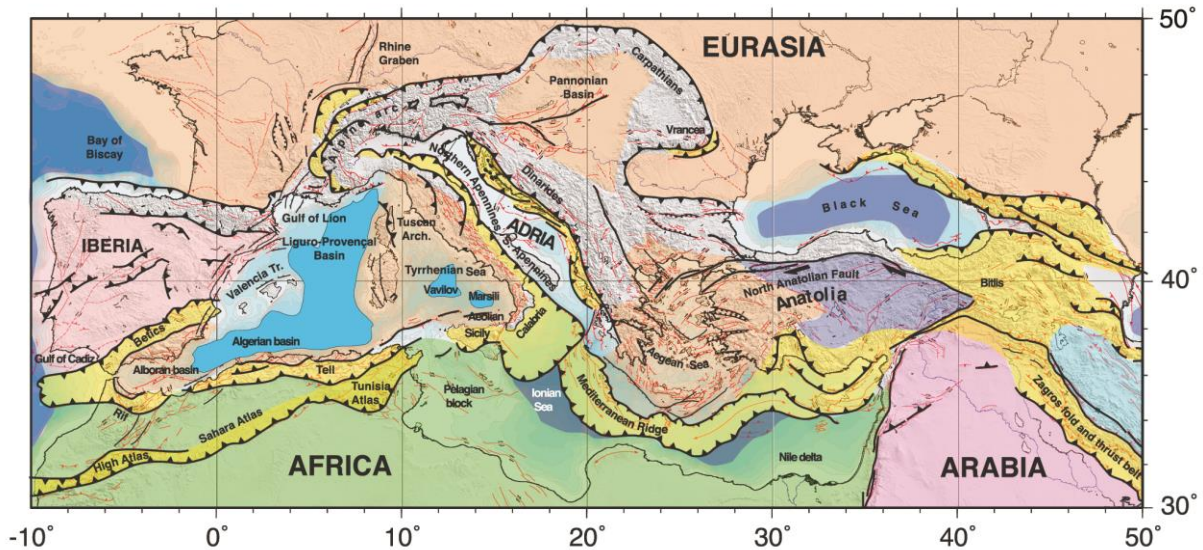 50°
Rhine
Graben
EURASIA
Carpathians
Pannonian
Basin
Bay of
Biscay
Alpine arc
Vrancea
Northern Apennines
Dinarides
Gulf of Lion
Tuscan
Arch.
ADRIA
Black Sea
IBERIA
Liguro-Provençal
Basin
S. Apennines
Valencia Tr.
Tyrrhenian Sea
Vavilov
Marsili
North Anatolian Fault
Anatolia
Bitlis
40°
Aeolian
Betics
Sicily
Calabria
Algerian basin
Gulf of Cadiz
Alboran basin
Tell
Aegean Sea
Tunisia
Atlas
Pelagian
block
Ionian
Sea
Mediterranean Ridge
Zagros fold and thrust belt
Rif
Sahara Atlas
High Atlas
AFRICA
Nile delta
ARABIA
30°
-10° 0° 10° 20° 30° 40° 50°